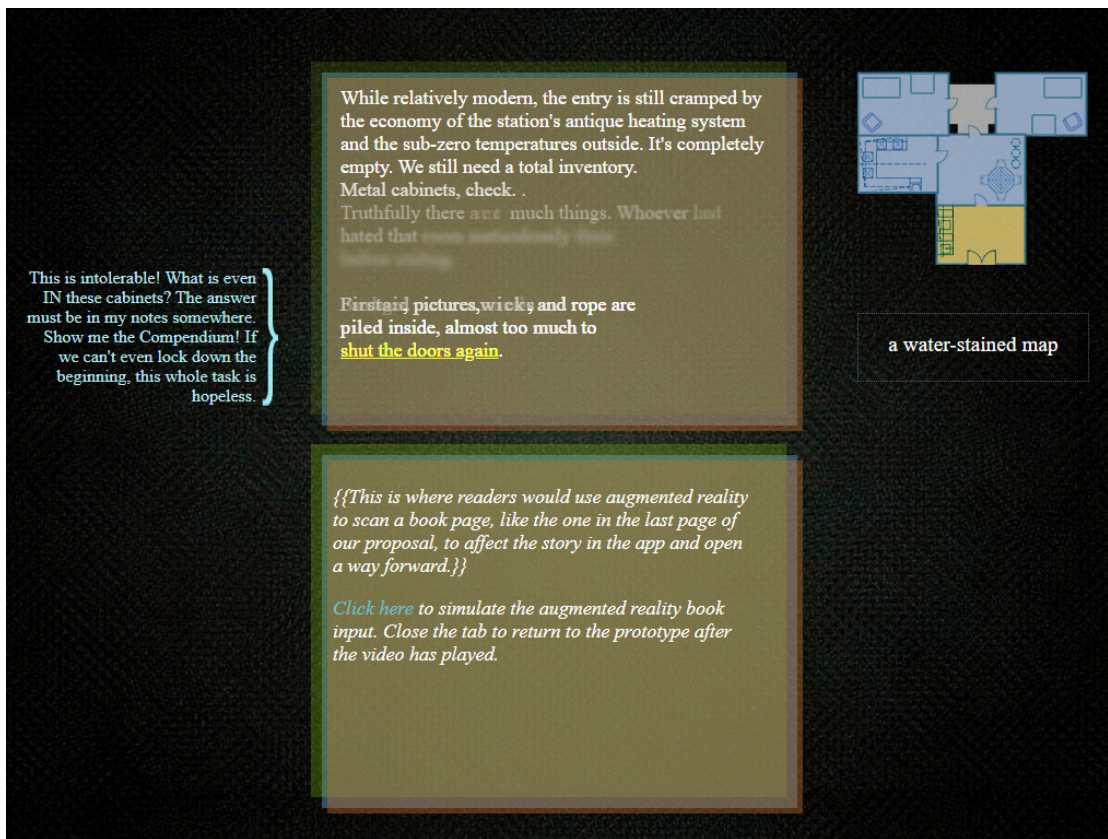 While relatively modern, the entry is still cramped by
the economy of the station's antique heating system
and the sub-zero temperatures outside. It's completely
empty. We still need a total inventory.
Metal cabinets, check. .
Truthfully there much things. Whoever had
hated that
before
pictures, wicks, and rope are
piled inside, almost too much to
shut the doors again.
This is intolerable! What is even
IN these cabinets? The answer
must be in my notes somewhere.
Show me the Compendium! If
we can't even lock down the
beginning, this whole task is
hopeless.
a water-stained map
{{This is where readers would use augmented reality
to scan a book page, like the one in the last page of
our proposal, to affect the story in the app and open
a way forward.}}
Click here to simulate the augmented reality book
input. Close the tab to return to the prototype after
the video has played.